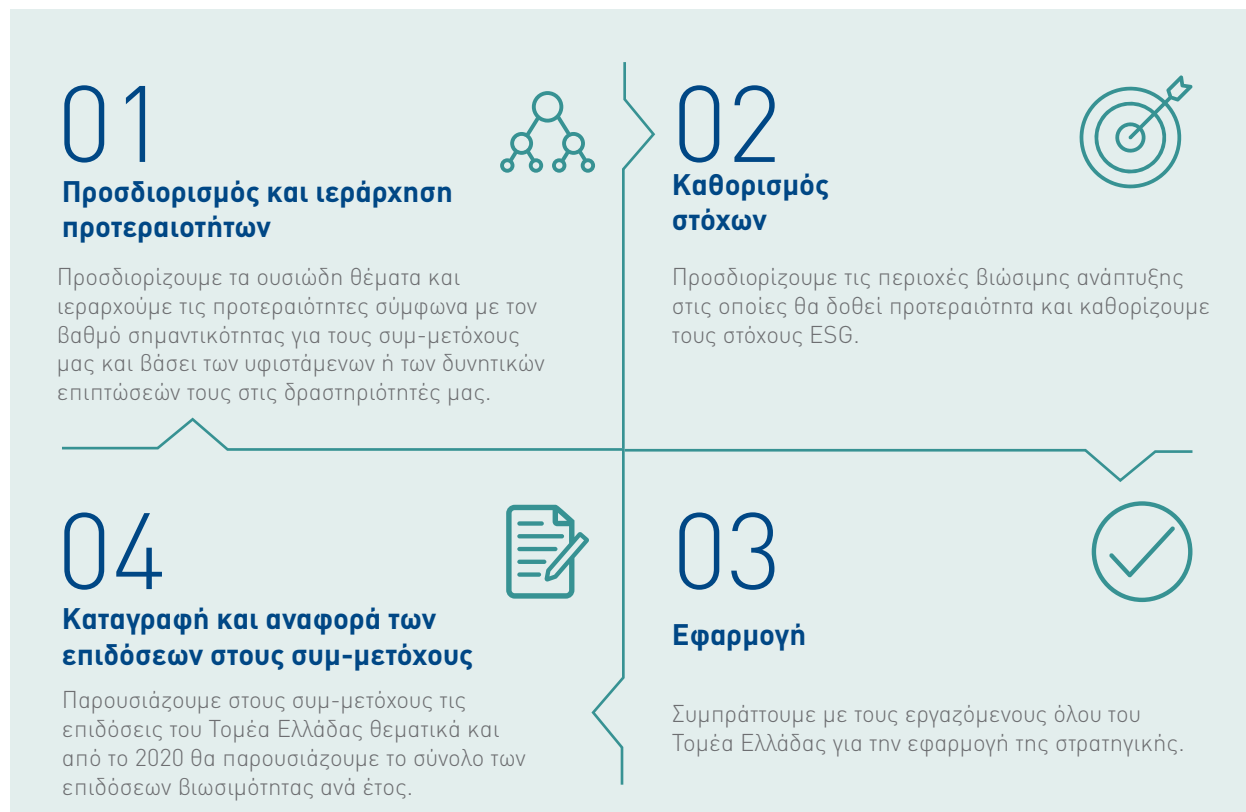 01
Προσδιορισμός και ιεράρχηση
προτεραιοτήτων
Προσδιορίζουμε τα ουσιώδη θέματα και
ιεραρχούμε τις προτεραιότητες σύμφωνα με τον
βαθμό σημαντικότητας για τους συμ-μετόχους
μας και βάσει των υφιστάμενων ή των δυνητικών
επιπτώσεών τους στις δραστηριότητές μας.
02
Καθορισμός
στόχων
Προσδιορίζουμε τις περιοχές βιώσιμης ανάπτυξης
στις οποίες θα δοθεί προτεραιότητα και καθορίζουμε
τους στόχους ESG.
03
Εφαρμογή
Συμπράττουμε με τους εργαζόμενους όλου του
Τομέα Ελλάδας για την εφαρμογή της στρατηγικής.
04
Καταγραφή και αναφορά των
επιδόσεων στους συμ-μετόχους
Παρουσιάζουμε στους συμ-μετόχους τις
επιδόσεις του Τομέα Ελλάδας θεματικά και
από το 2020 θα παρουσιάζουμε το σύνολο των
επιδόσεων βιωσιμότητας ανά έτος.